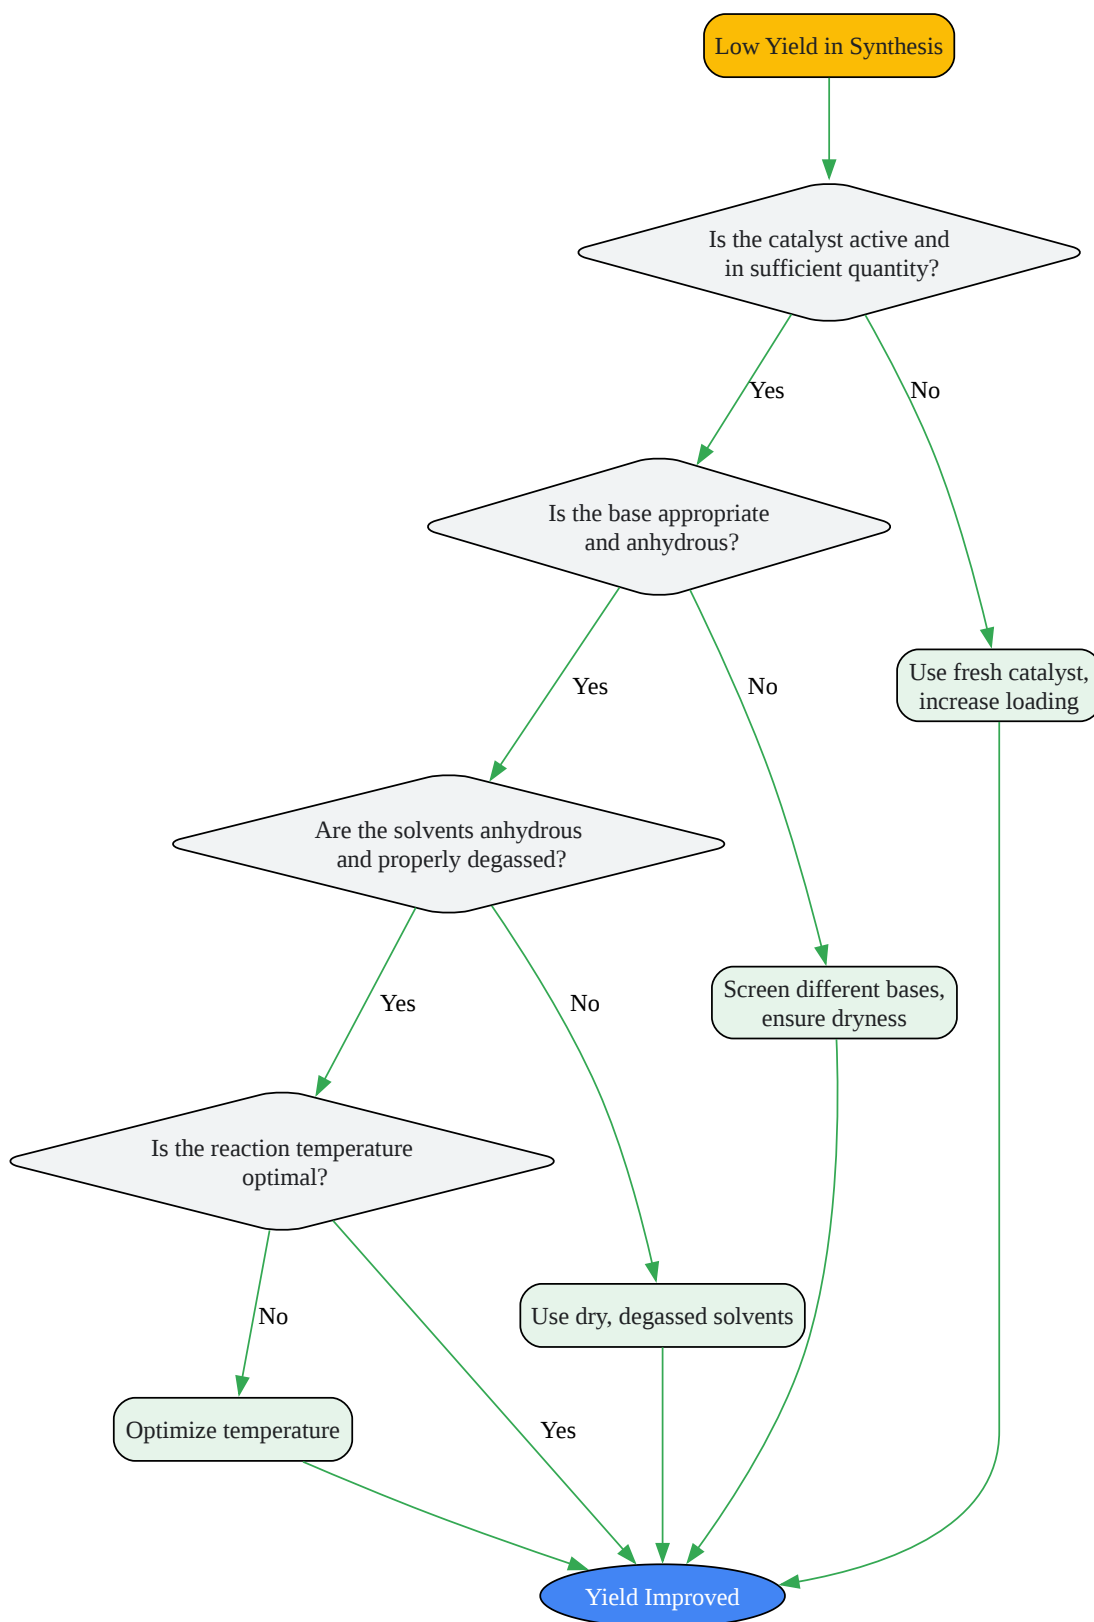 Low Yield in Synthesis
Is the catalyst active and
in sufficient quantity?
Yes
No
Is the base appropriate
and anhydrous?
Use fresh catalyst,
increase loading
Yes
No
Are the solvents anhydrous
and properly degassed?
Screen different bases,
ensure dryness
Yes
No
Is the reaction temperature
optimal?
Use dry, degassed solvents
No
Optimize temperature
Yes
Yield Improved